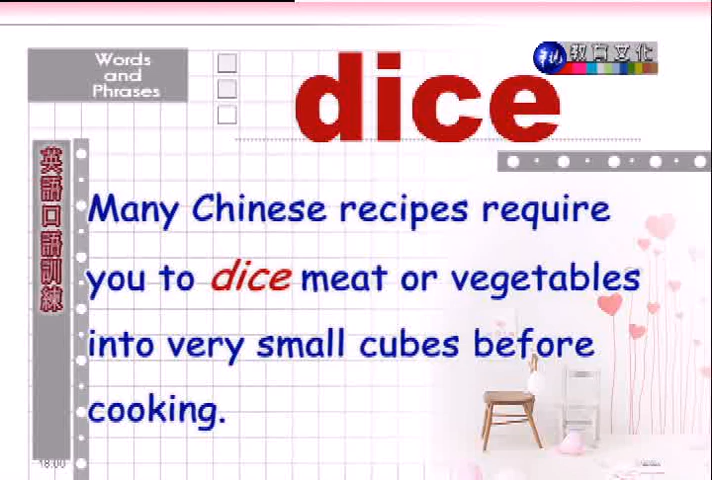 Words
and
Phrases
dice
教育文化
英語口語訓練
Many Chinese recipes require
you to dice meat or vegetables
into very small cubes before
cooking.
18:00